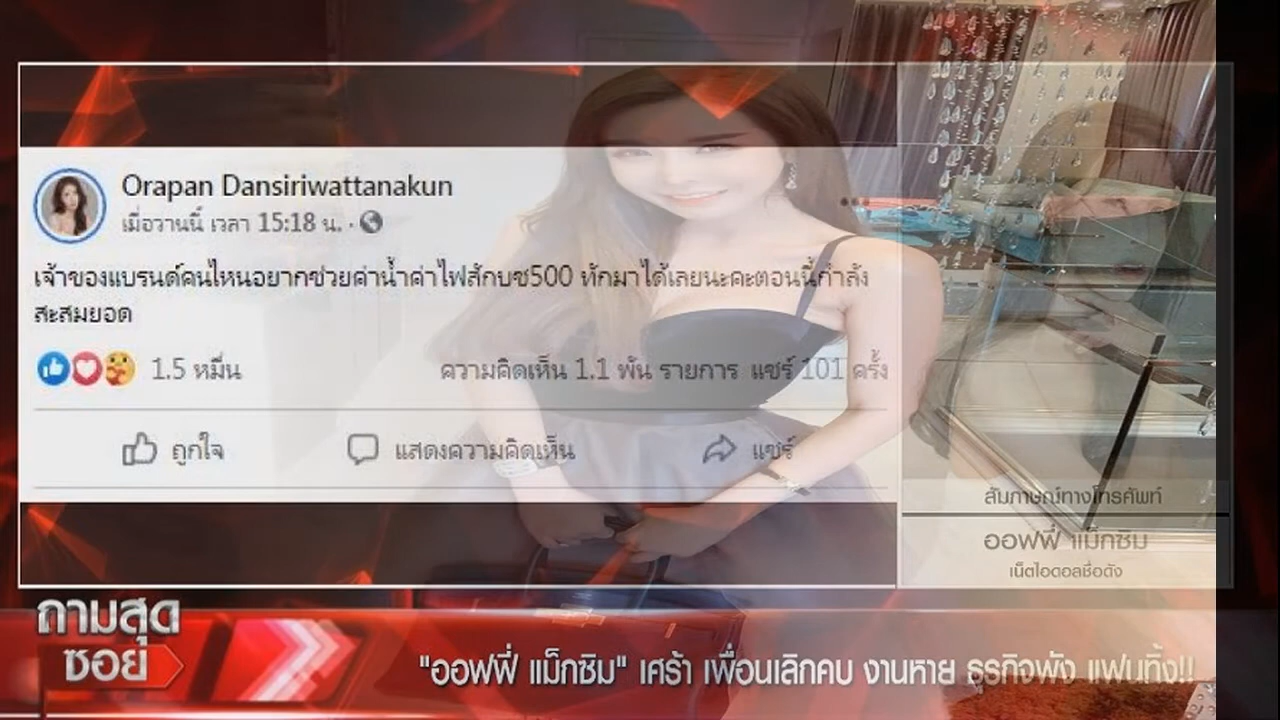 Orapan Dansiriwattanakun
เมื่อวานนี้ เวลา 15:18 น. ·
เจ้าของแบรนด์คนไหนอยากช่วยค่าน้ำค่าไฟสักบช500 ทักมาได้เลยนะคะตอนนี้กำลัง
สะสมยอด
1.5 หมื่น ความคิดเห็น 1.1 พัน รายการ แชร์ 101 ครั้ง
ถูกใจ แสดงความคิดเห็น แชร์
สัมภาษณ์ทางโทรศัพท์
ออฟฟี่ แม็กซิม
เน็ตไอดอลชื่อดัง
ถามสุด
ซอย
"ออฟฟี่ แม็กซิม" เศร้า เพื่อนเลิกคบ งานหาย ธุรกิจพัง แฟนทิ้ง!!